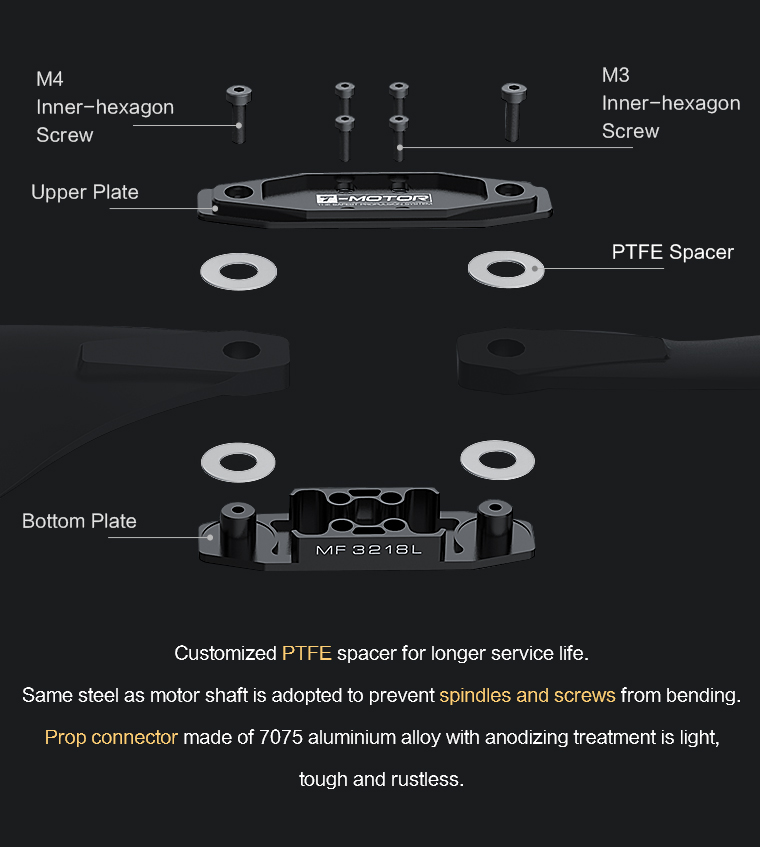 M4
Inner-hexagon
Screw
M3
Inner-hexagon
Screw
Upper Plate
T-MOTOR
THE SAFEST PROPULSION SYSTEM
PTFE Spacer
Bottom Plate
MF 3218L
Customized PTFE spacer for longer service life.
Same steel as motor shaft is adopted to prevent spindles and screws from bending.
Prop connector made of 7075 aluminium alloy with anodizing treatment is light,
tough and rustless.